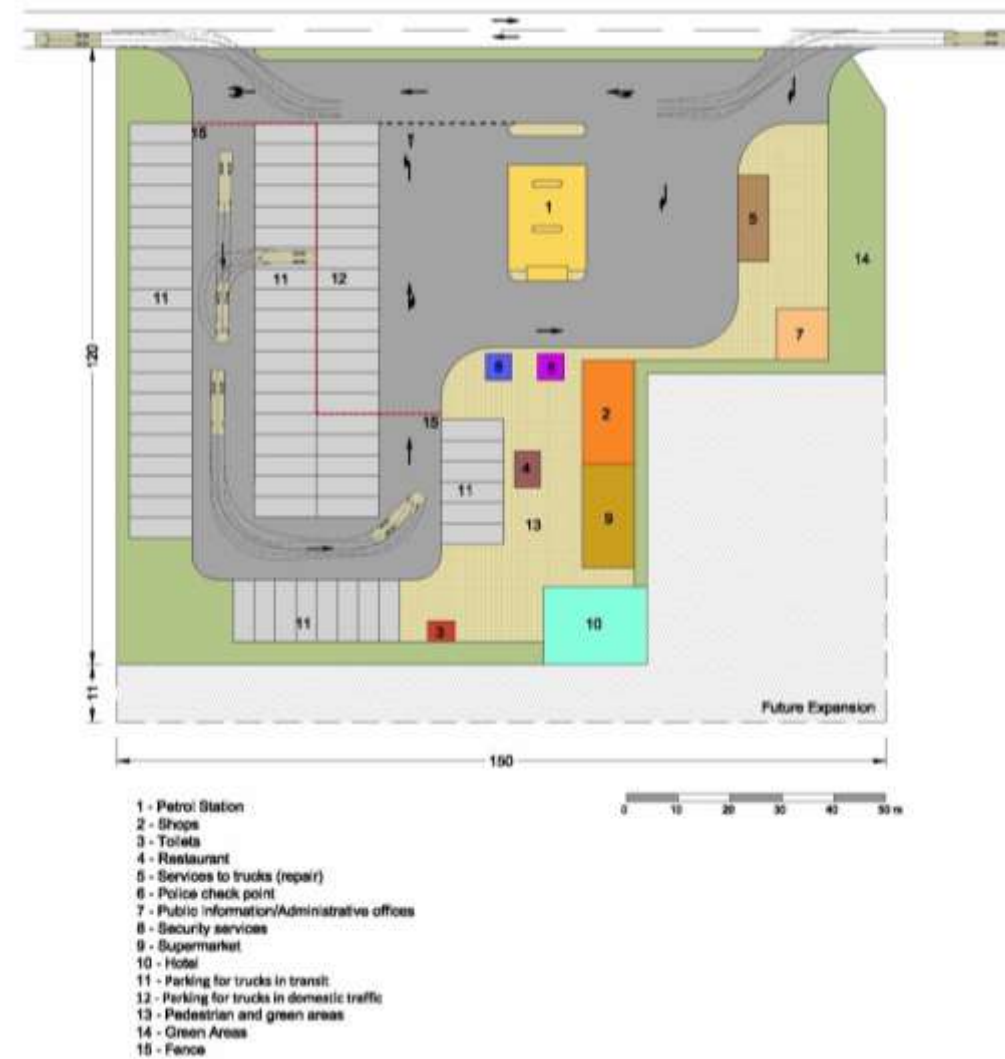 15
1
5
14
11
11
12
7
120
2
15
4
11
13
9
11
3
10
11
Future Expansion
150
1 - Petrol Station
2 - Shops
3 - Toilets
4 - Restaurant
5 - Services to trucks (repair)
6 - Police check point
7 - Public Information/Administrative offices
8 - Security services
9 - Supermarket
10 - Hotel
11 - Parking for trucks in transit
12 - Parking for trucks in domestic traffic
13 - Pedestrian and green areas
14 - Green Areas
15 - Fence
0 10 20 30 40 50 m